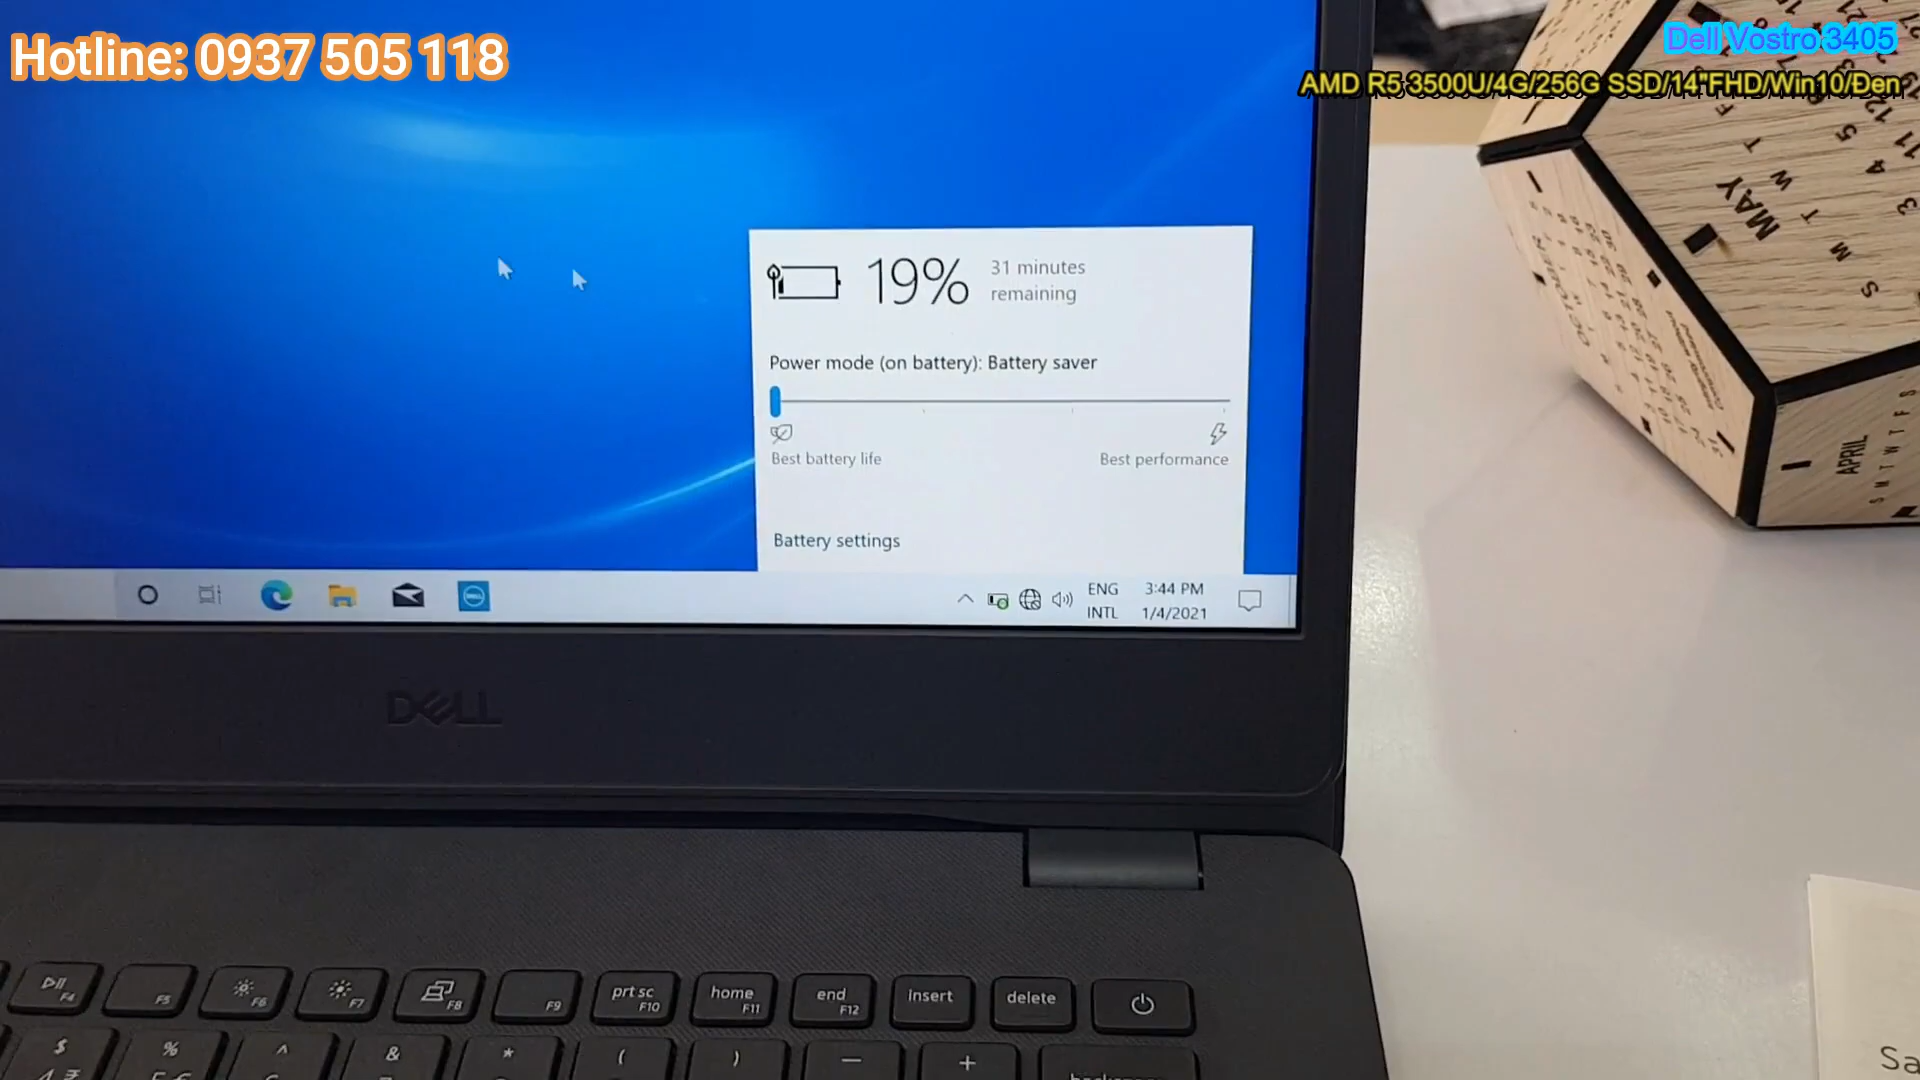 Hotline: 0937 505 118
Dell Vostro 3405
AMD R5 3500U/4G/256G SSD/14"FHD/Win10/Đen
19%
31 minutes
remaining
Power mode (on battery): Battery saver
Best battery life
Best performance
Battery settings
ENG
INTL
3:44 PM
1/4/2021
DELL
DELL
F4
F5
F6
F7
F8
F9
prt sc
F10
home
F11
end
F12
insert
delete
$
%
^
&
*
(
)
—
+
MAY
S M T W T F
APRIL
S M T W T F S
OCTOBER
Sa